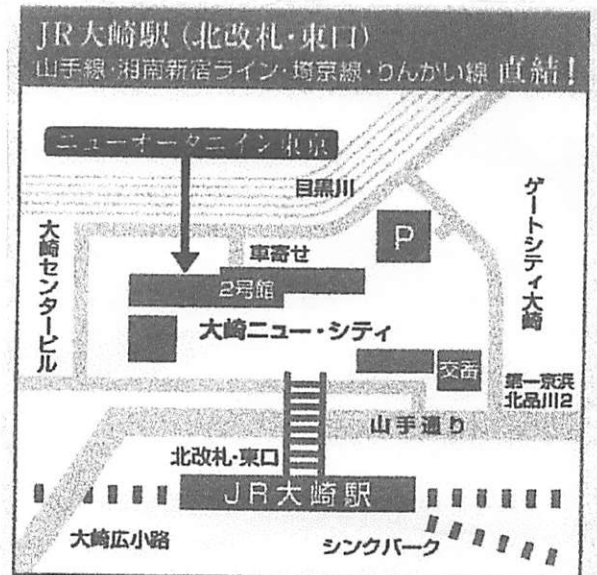 JR大崎駅（北改札・東口）
山手線・湘南新宿ライン・埼京線・りんかい線 直結！
ニューオータニイン東京
目黒川
ゲートシティ大崎
大崎センタービル
P
車寄せ
2号館
大崎ニュー・シティ
交番
第一京浜
北品川2
山手通り
北改札・東口
JR大崎駅
大崎広小路
シンクパーク